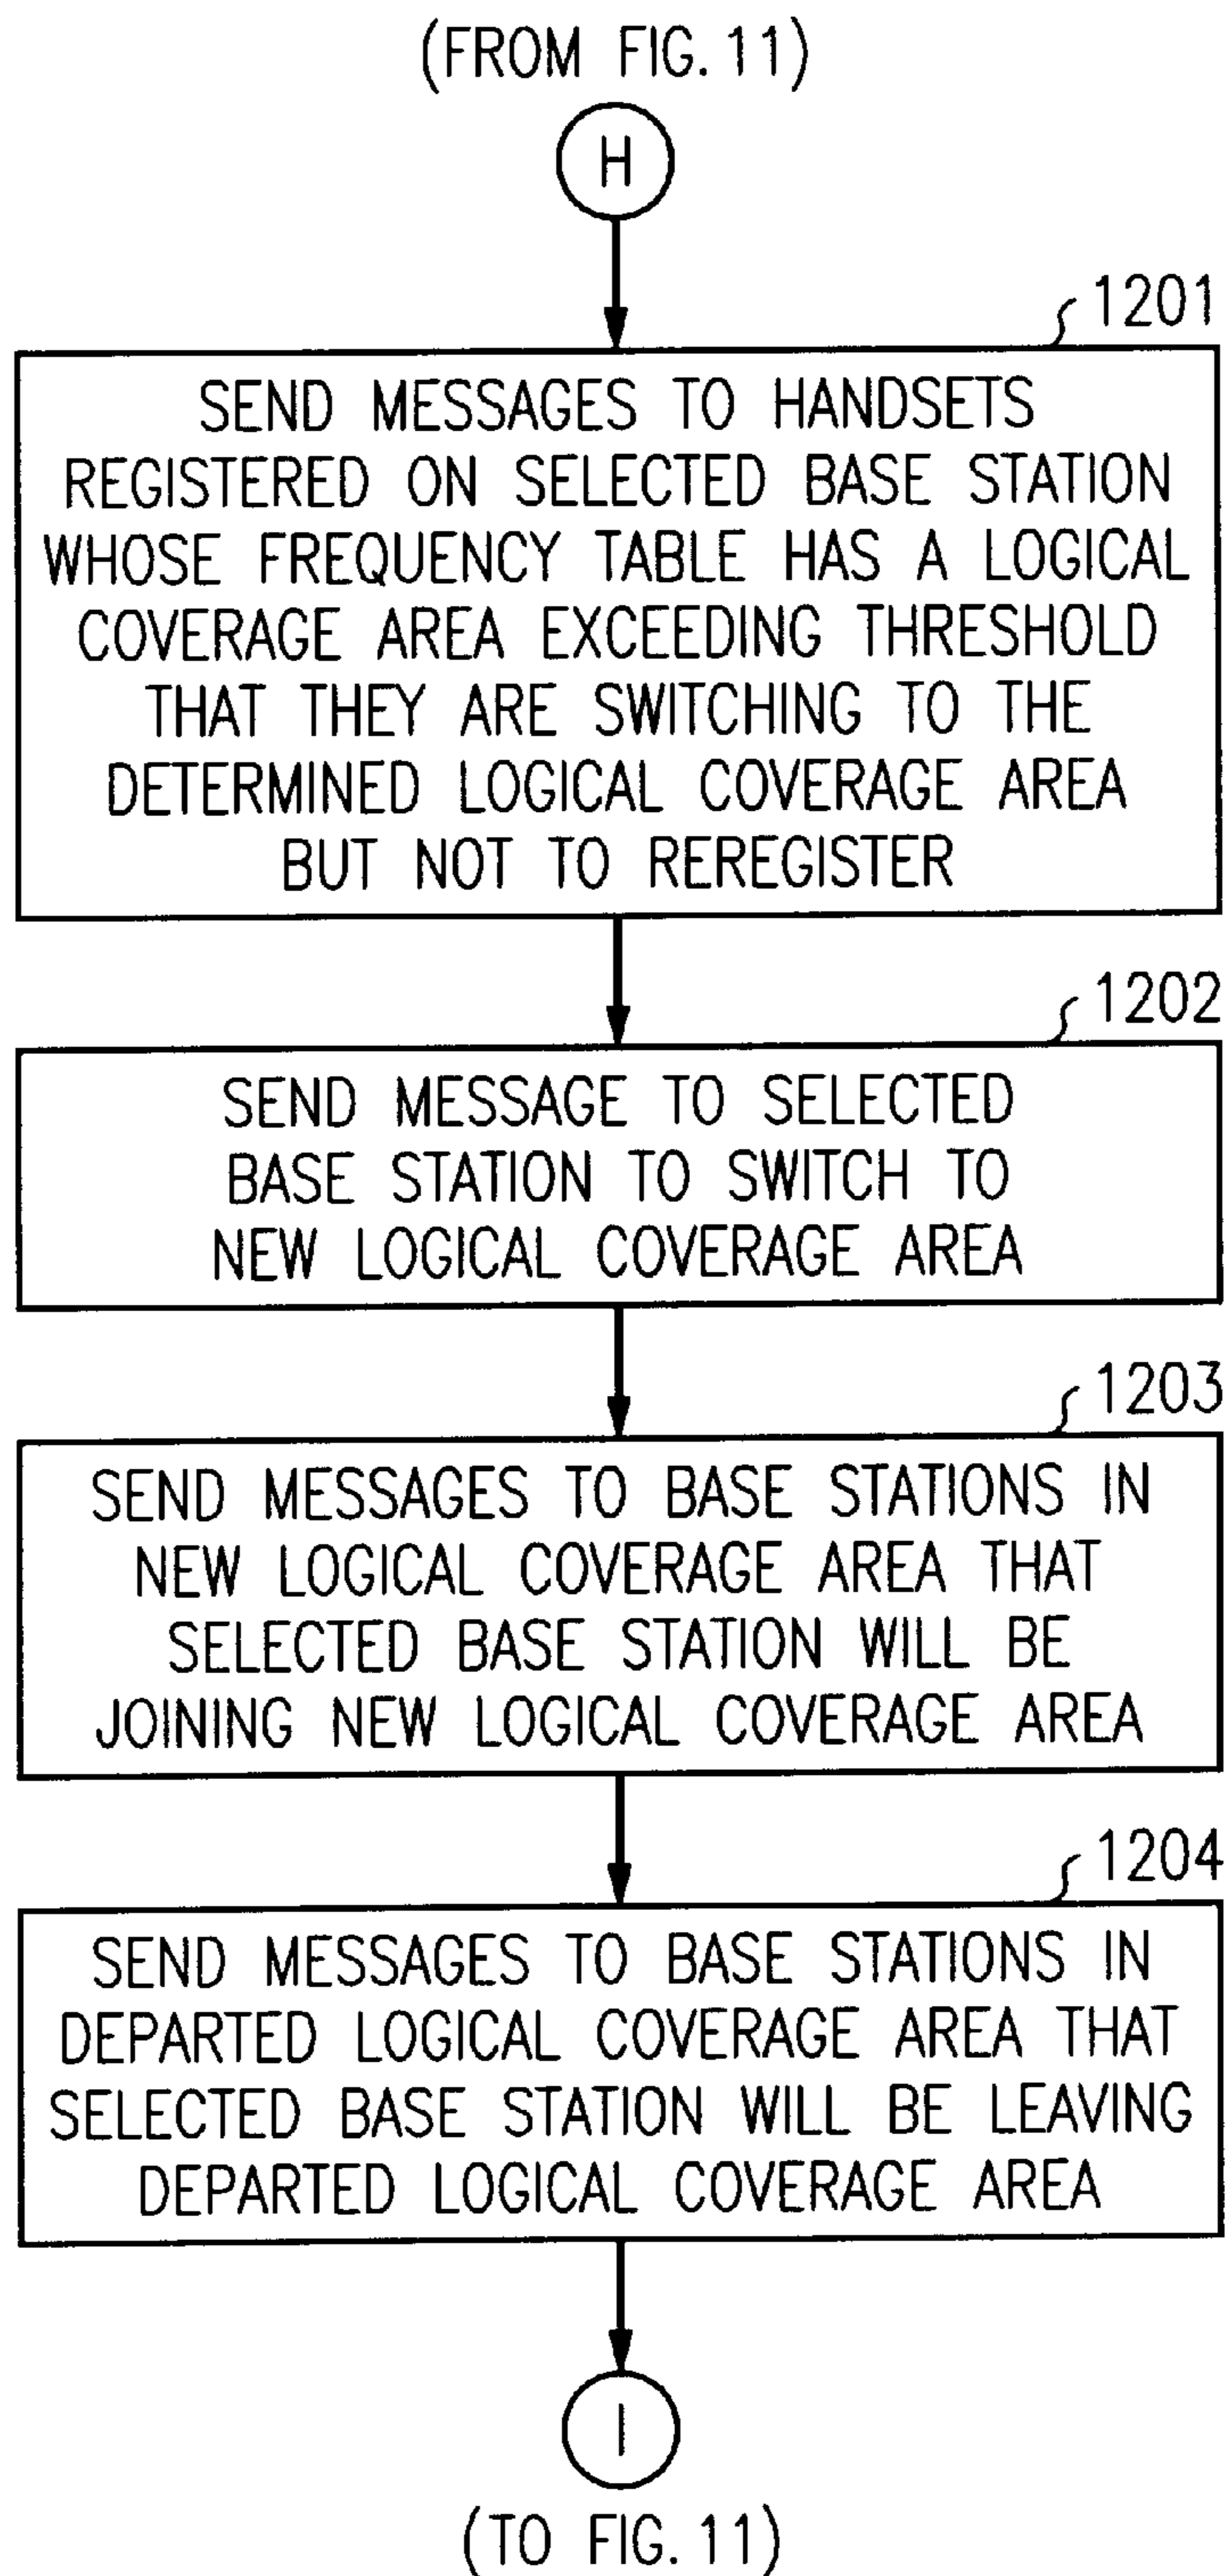 (FROM FIG. 11)
H
1201
SEND MESSAGES TO HANDSETS
REGISTERED ON SELECTED BASE STATION
WHOSE FREQUENCY TABLE HAS A LOGICAL
COVERAGE AREA EXCEEDING THRESHOLD
THAT THEY ARE SWITCHING TO THE
DETERMINED LOGICAL COVERAGE AREA
BUT NOT TO REREGISTER
1202
SEND MESSAGE TO SELECTED
BASE STATION TO SWITCH TO
NEW LOGICAL COVERAGE AREA
1203
SEND MESSAGES TO BASE STATIONS IN
NEW LOGICAL COVERAGE AREA THAT
SELECTED BASE STATION WILL BE
JOINING NEW LOGICAL COVERAGE AREA
1204
SEND MESSAGES TO BASE STATIONS IN
DEPARTED LOGICAL COVERAGE AREA THAT
SELECTED BASE STATION WILL BE LEAVING
DEPARTED LOGICAL COVERAGE AREA
I
(TO FIG. 11)